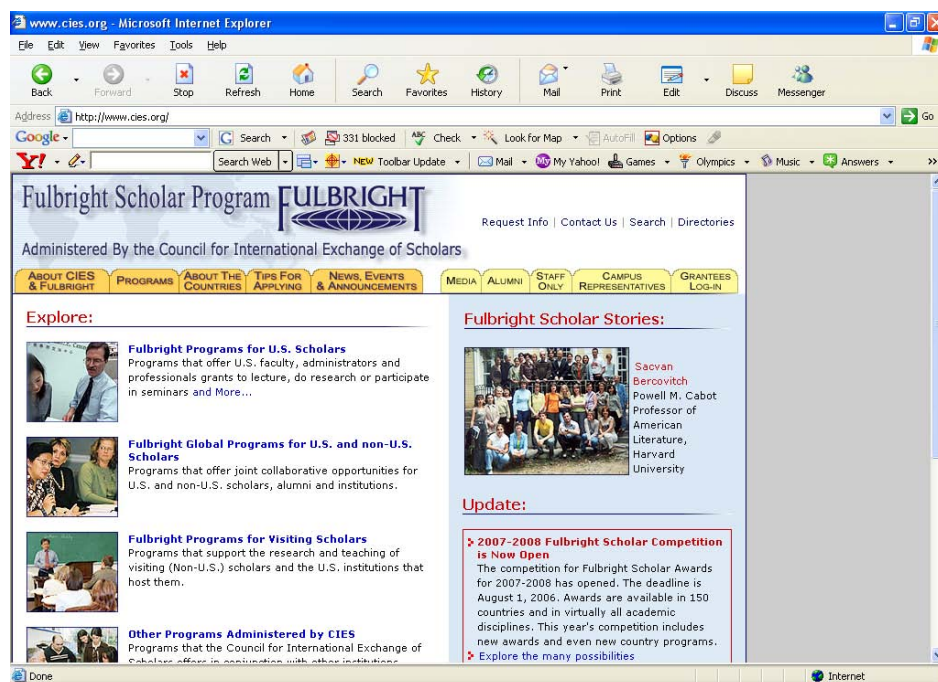 www.cies.org - Microsoft Internet Explorer
File Edit View Favorites Tools Help
Back Forward Stop Refresh Home Search Favorites History Mail Print Edit Discuss Messenger
Address http://www.cies.org/ Go
Google Search 331 blocked ABC Check Look for Map AutoFill Options
Y! Search Web NEW Toolbar Update Mail My Yahoo! Games Olympics Music Answers
Fulbright Scholar Program FULBRIGHT
Request Info | Contact Us | Search | Directories
Administered By the Council for International Exchange of Scholars
ABOUT CIES & FULBRIGHT
PROGRAMS
ABOUT THE COUNTRIES
TIPS FOR APPLYING
NEWS, EVENTS & ANNOUNCEMENTS
MEDIA
ALUMNI
STAFF ONLY
CAMPUS REPRESENTATIVES
GRANTEES LOG-IN
Explore:
Fulbright Programs for U.S. Scholars
Programs that offer U.S. faculty, administrators and
professionals grants to lecture, do research or participate
in seminars and More...
Fulbright Global Programs for U.S. and non-U.S.
Scholars
Programs that offer joint collaborative opportunities for
U.S. and non-U.S. scholars, alumni and institutions.
Fulbright Programs for Visiting Scholars
Programs that support the research and teaching of
visiting (Non-U.S.) scholars and the U.S. institutions that
host them.
Other Programs Administered by CIES
Programs that the Council for International Exchange of
Scholars offers in conjunction with other institutions.
Fulbright Scholar Stories:
Sacvan
Bercovitch
Powell M. Cabot
Professor of
American
Literature,
Harvard
University
Update:
2007-2008 Fulbright Scholar Competition
is Now Open
The competition for Fulbright Scholar Awards
for 2007-2008 has opened. The deadline is
August 1, 2006. Awards are available in 150
countries and in virtually all academic
disciplines. This year's competition includes
new awards and even new country programs.
Explore the many possibilities
Done Internet